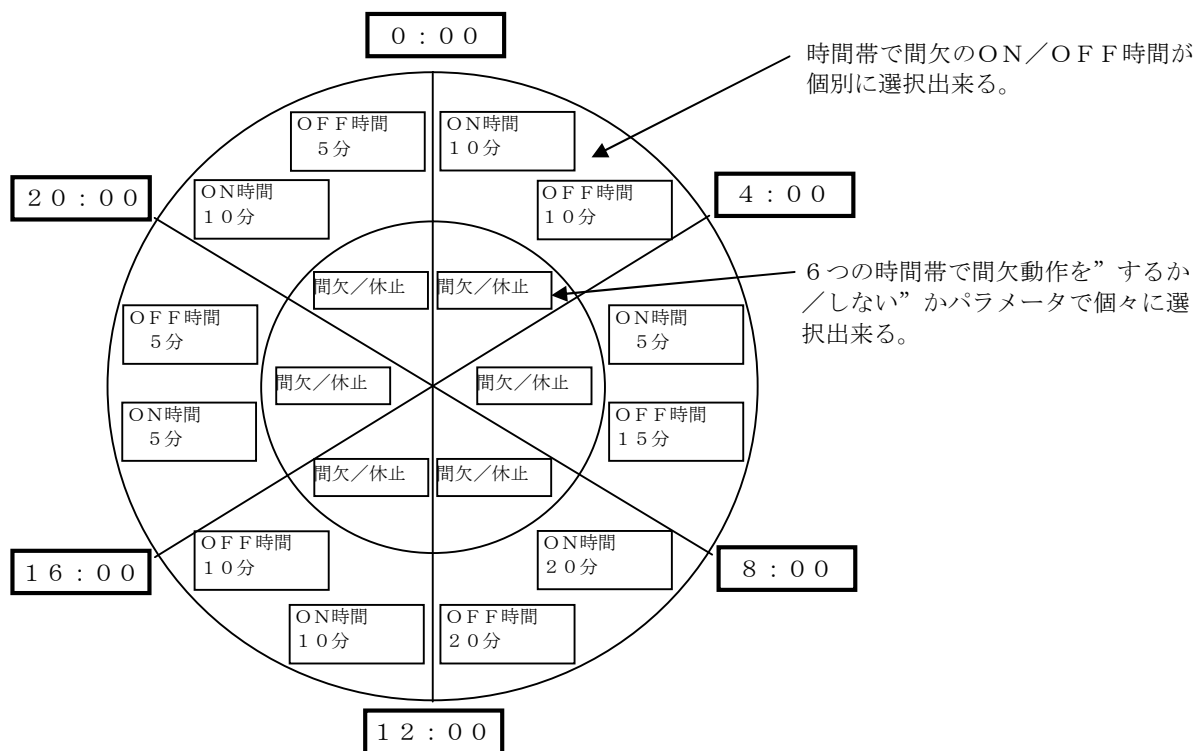 ０：００
時間帯で間欠のＯＮ／ＯＦＦ時間が
個別に選択出来る。
ＯＦＦ時間
５分
ＯＮ時間
１０分
２０：００
ＯＮ時間
１０分
ＯＦＦ時間
１０分
４：００
間欠／休止
間欠／休止
６つの時間帯で間欠動作を”するか
／しない”かパラメータで個々に選
択出来る。
ＯＦＦ時間
５分
ＯＮ時間
５分
間欠／休止
間欠／休止
ＯＮ時間
５分
ＯＦＦ時間
１５分
間欠／休止
間欠／休止
１６：００
ＯＦＦ時間
１０分
ＯＮ時間
２０分
８：００
ＯＮ時間
１０分
ＯＦＦ時間
２０分
１２：００